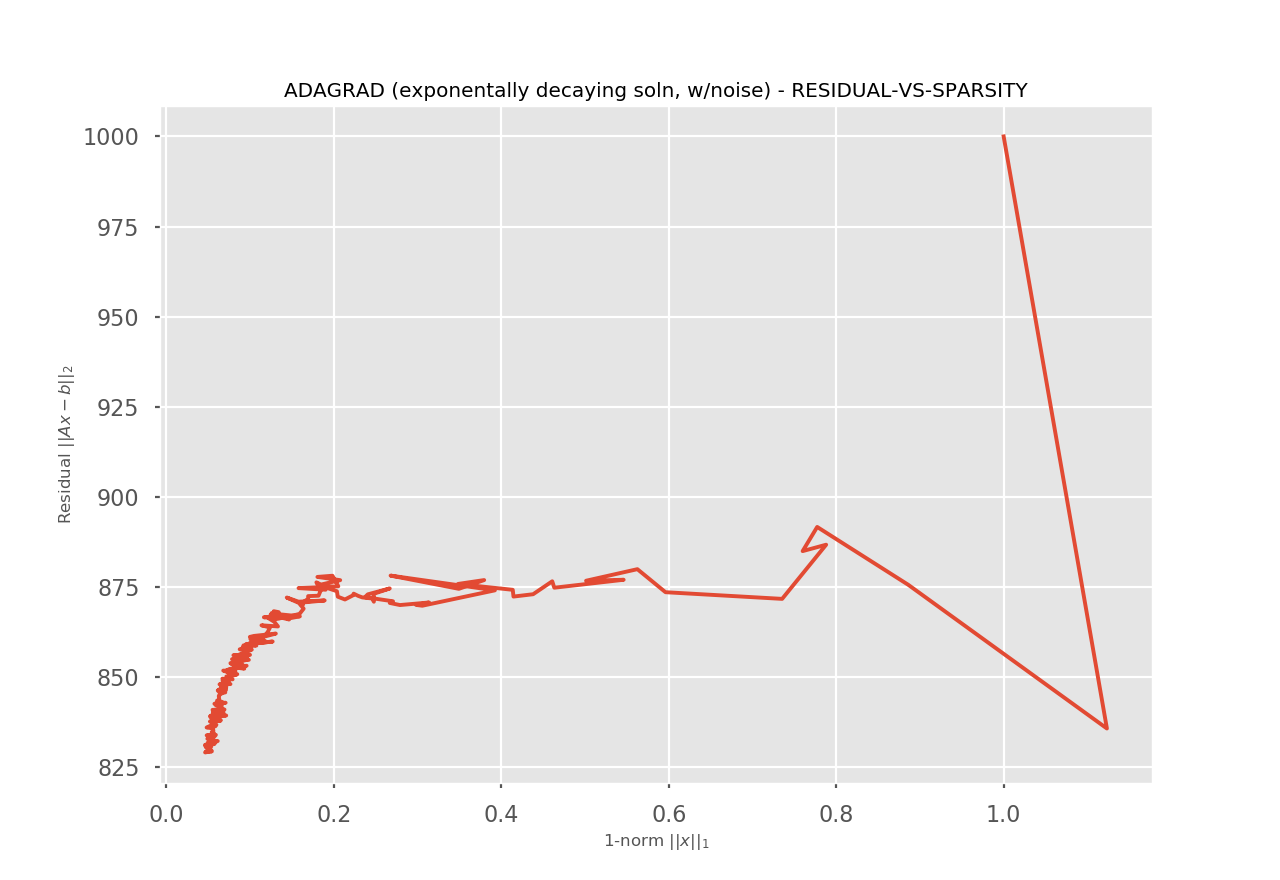 ADAGRAD (exponentially decaying soln, w/noise) - RESIDUAL-VS-SPARSITY
1000
975
950
925
900
875
850
825
Residual ||Ax − b||₂
0.0 0.2 0.4 0.6 0.8 1.0
1-norm ||x||₁